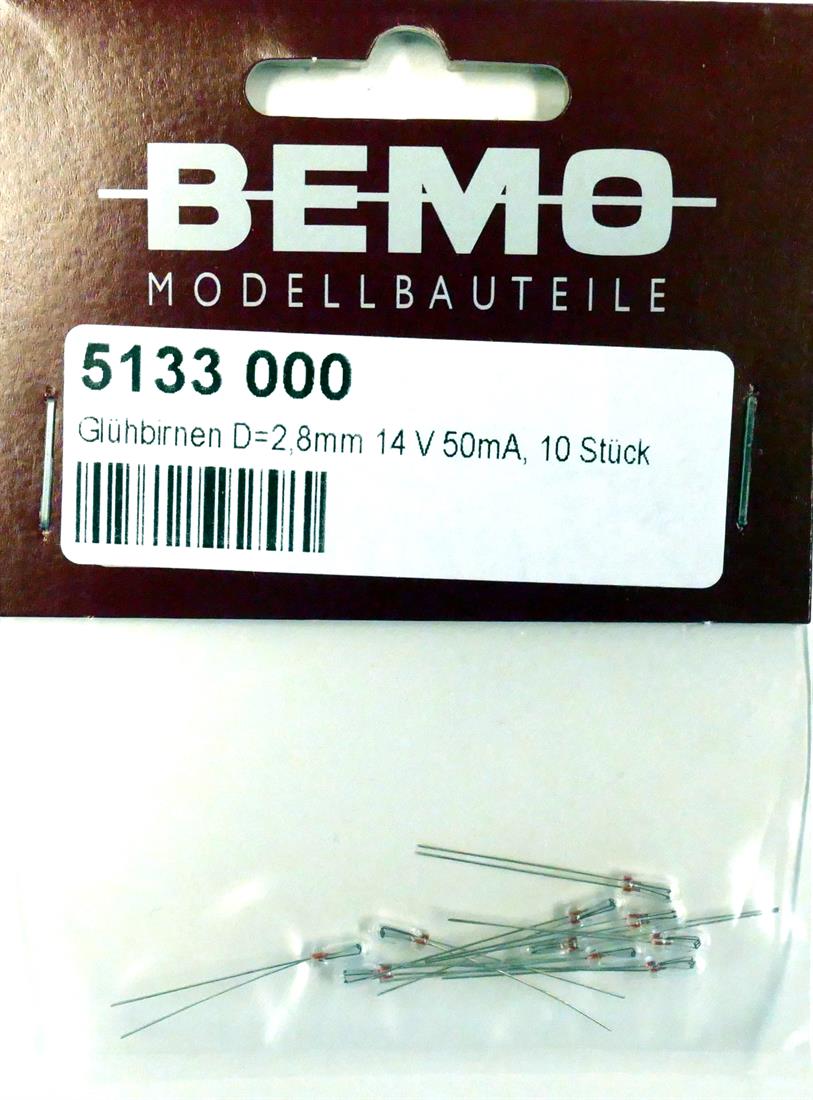 BEMO
MODELLBAUTEILE
5133 000
Glühbirnen D=2,8mm 14 V 50mA, 10 Stück